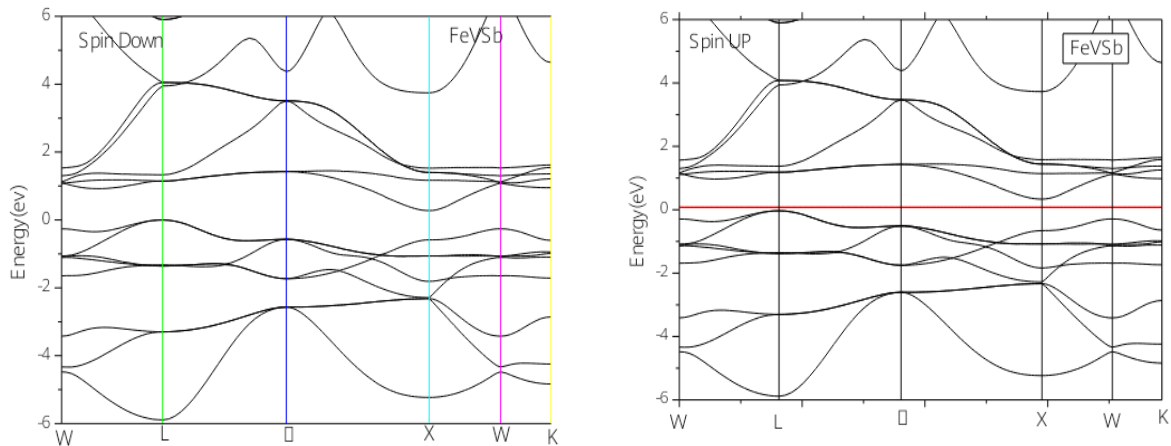 Spin Down
FeVSb
6
4
2
0
-2
-4
-6
Energy(ev)
W L □ X W K
Spin UP
FeVSb
6
4
2
0
-2
-4
-6
Energy(eV)
W L □ X W K